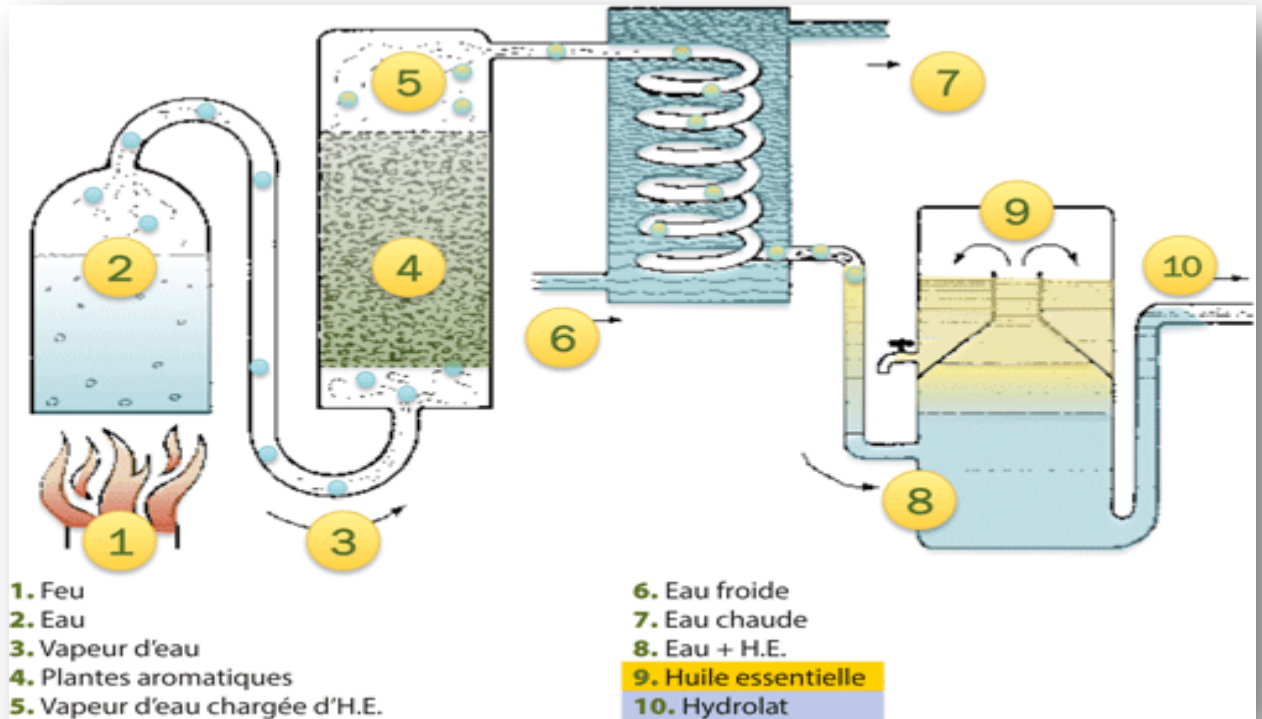 5
7
9
2
4
10
6
8
1
3
1. Feu
2. Eau
3. Vapeur d'eau
4. Plantes aromatiques
5. Vapeur d'eau chargée d'H.E.
6. Eau froide
7. Eau chaude
8. Eau + H.E.
9. Huile essentielle
10. Hydrolat